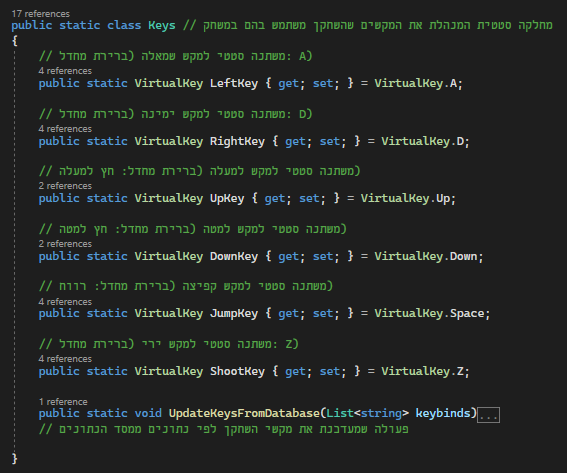 17 references
public static class Keys // מחלקה סטטית המנהלת את המקשים שהשחקן משתמש בהם במשחק
{
// משתנה סטטי למקש שמאלה (ברירת מחדל: A)
4 references
public static VirtualKey LeftKey { get; set; } = VirtualKey.A;
// משתנה סטטי למקש ימינה (ברירת מחדל: D)
4 references
public static VirtualKey RightKey { get; set; } = VirtualKey.D;
// משתנה סטטי למקש למעלה (ברירת מחדל: חץ למעלה)
2 references
public static VirtualKey UpKey { get; set; } = VirtualKey.Up;
// משתנה סטטי למקש למטה (ברירת מחדל: חץ למטה)
2 references
public static VirtualKey DownKey { get; set; } = VirtualKey.Down;
// משתנה סטטי למקש קפיצה (ברירת מחדל: רווח)
4 references
public static VirtualKey JumpKey { get; set; } = VirtualKey.Space;
// משתנה סטטי למקש ירי (ברירת מחדל: Z)
4 references
public static VirtualKey ShootKey { get; set; } = VirtualKey.Z;
1 reference
public static void UpdateKeysFromDatabase(List<string> keybinds)...
// פעולה שמעדכנת את מקשי השחקן לפי נתונים ממסד הנתונים
}